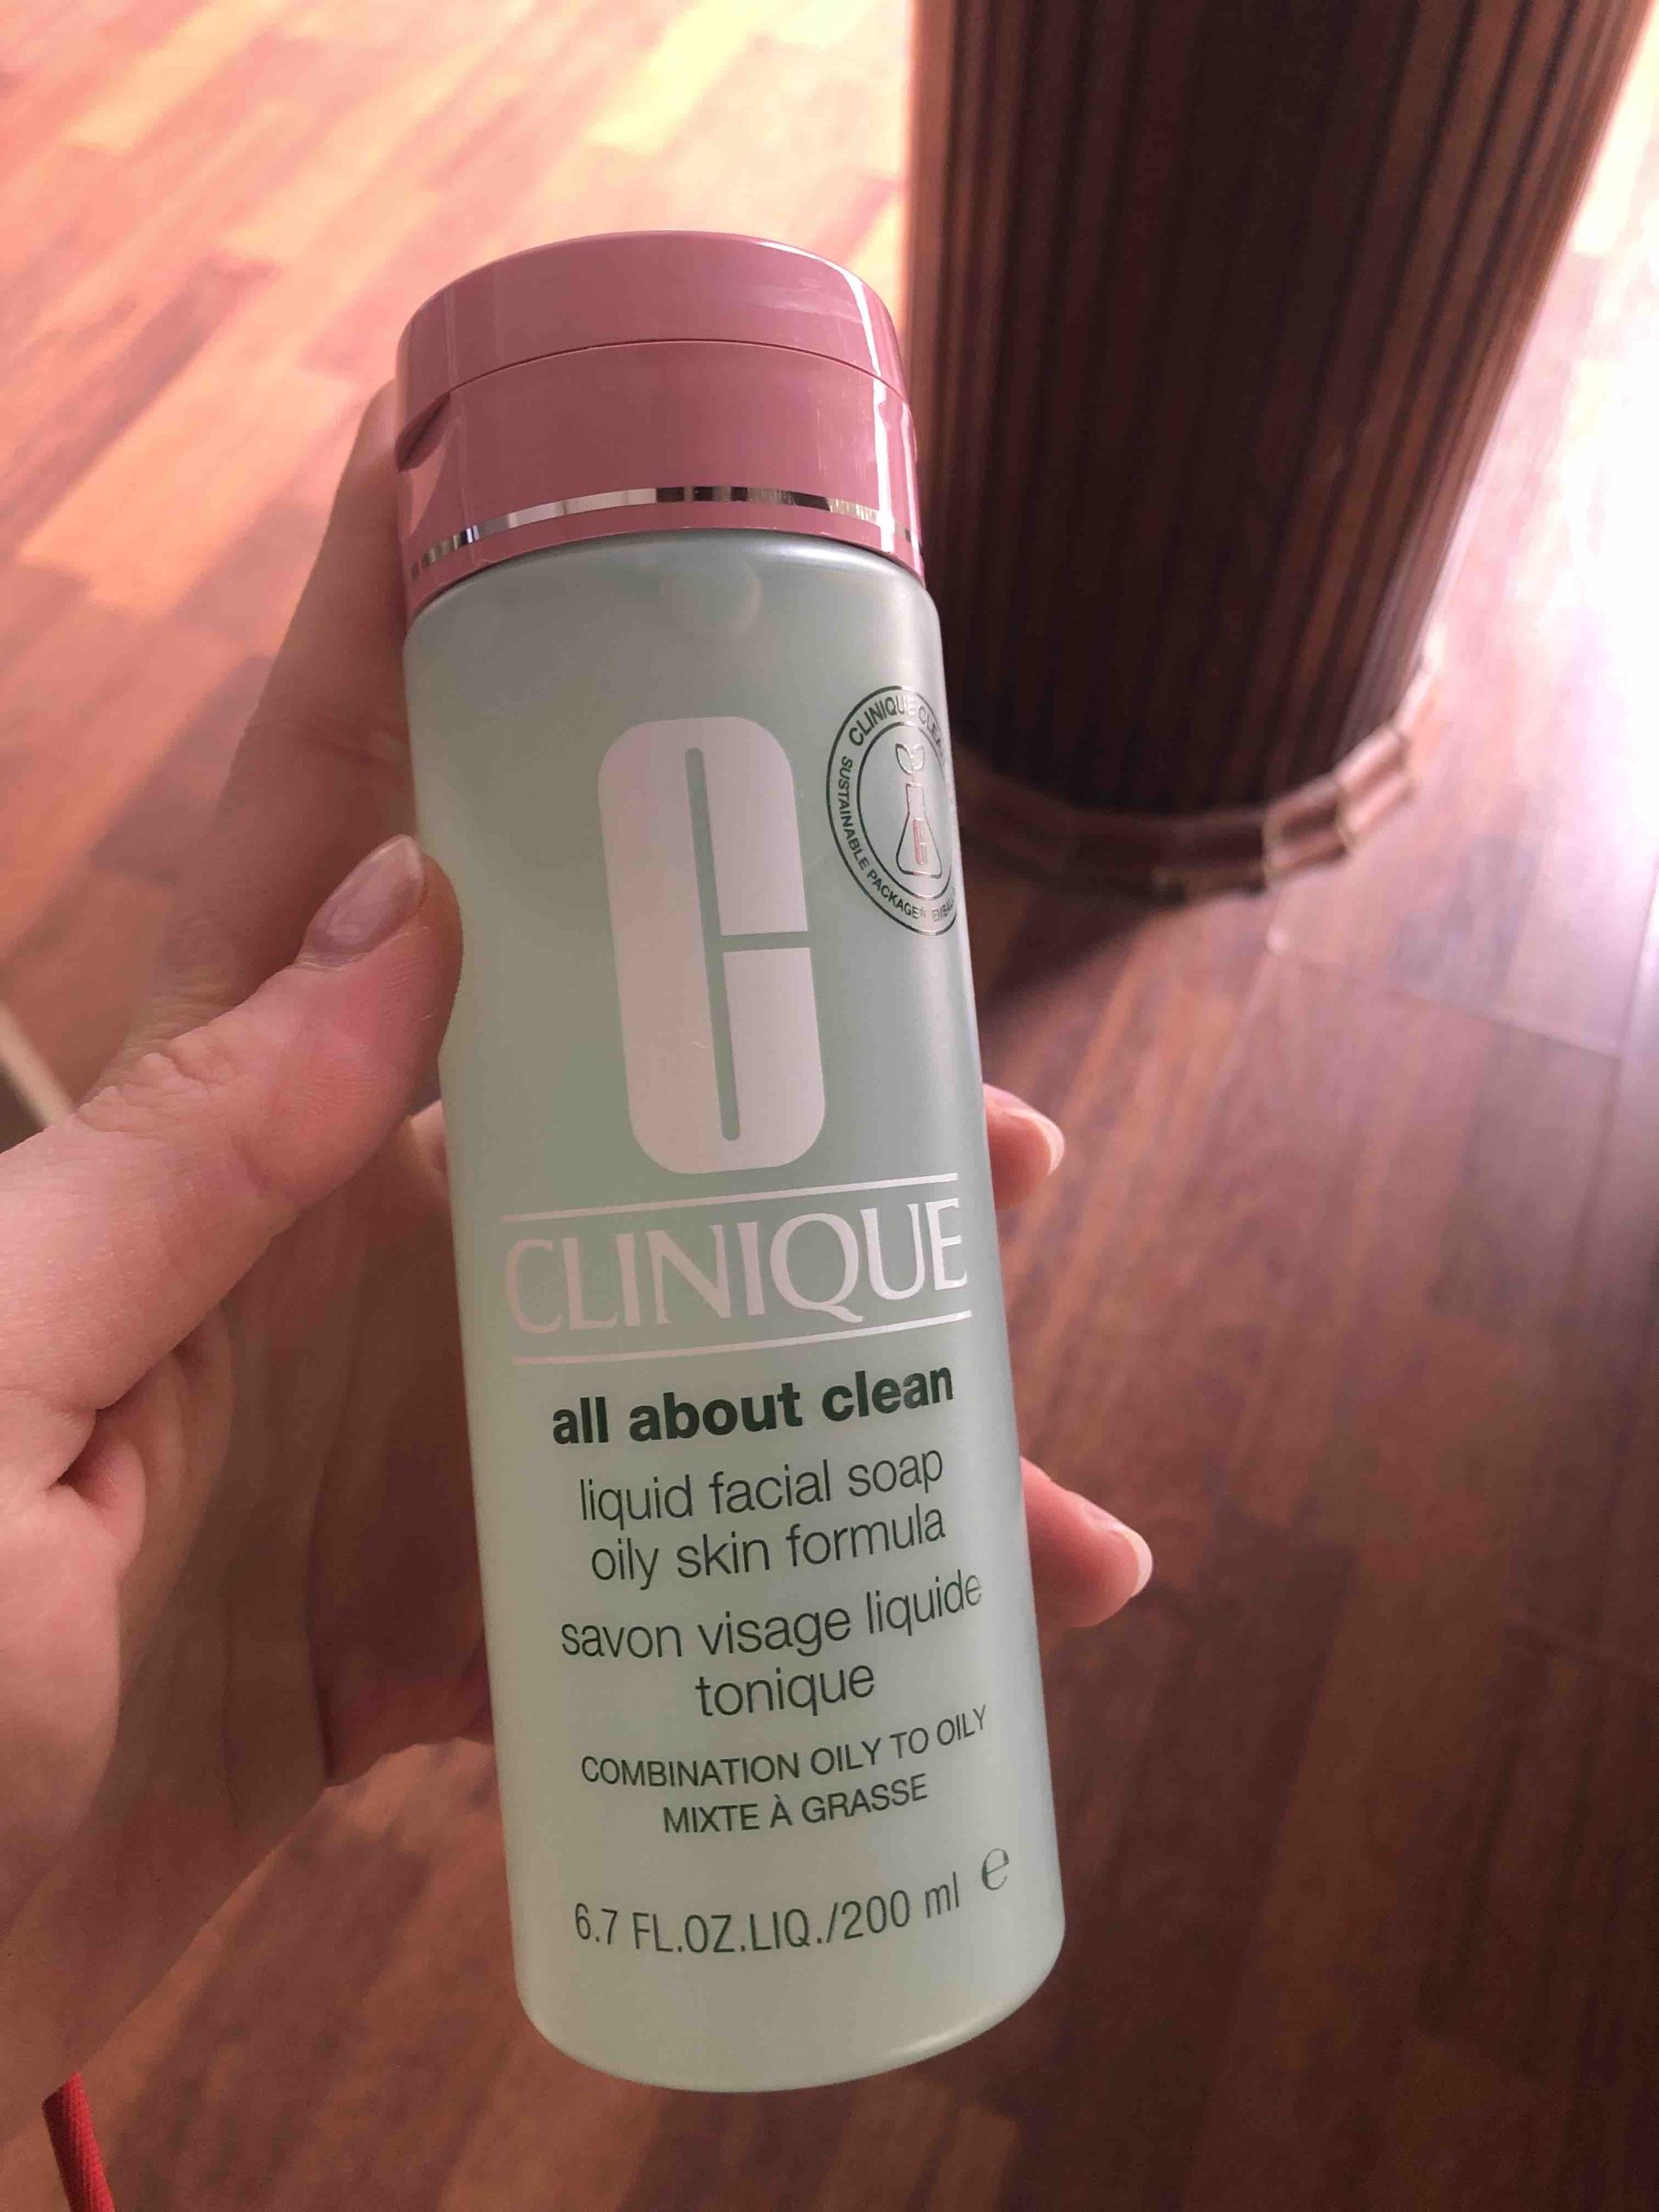 C
CLINIQUE CLEAN
SUSTAINABLE PACKAGE
CLINIQUE
all about clean
liquid facial soap
oily skin formula
savon visage liquide
tonique
COMBINATION OILY TO OILY
MIXTE À GRASSE
6.7 FL.OZ.LIQ./200 ml e